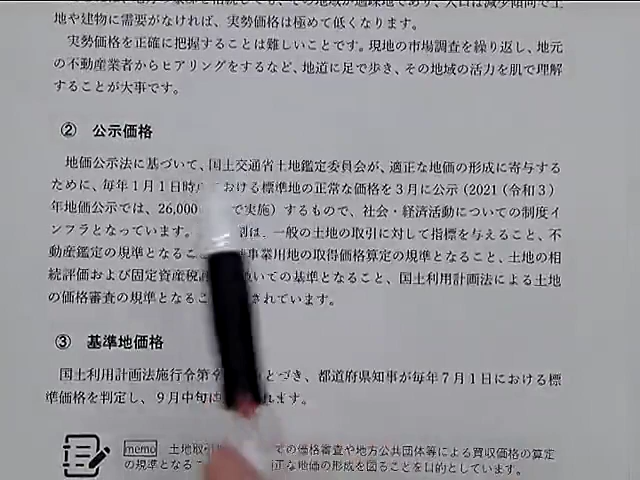 土地や建物に需要がなければ、実勢価格は極めて低くなります。
実勢価格を正確に把握することは難しいことです。現地の市場調査を繰り返し、地元
の不動産業者からヒアリングをするなど、地道に足で歩き、その地域の活力を肌で理解
することが大事です。
② 公示価格
地価公示法に基づいて、国土交通省土地鑑定委員会が、適正な地価の形成に寄与する
ために、毎年1月1日時 おける標準地の正常な価格を3月に公示(2021(令和3)
年地価公示では、26,000 で実施)するもので、社会・経済活動についての制度イ
ンフラとなっています。 割は、一般の土地の取引に対して指標を与えること、不
動産鑑定の規準となるこ 事業用地の取得価格算定の規準となること、土地の相
続評価および固定資産税 いての基準となること、国土利用計画法による土地
の価格審査の規準となるこ されています。
③ 基準地価格
国土利用計画法施行令第 とづき、都道府県知事が毎年7月1日における標
準価格を判定し、9月中旬に れます。
memo 土地取引 ての価格審査や地方公共団体等による買収価格の算定
の規準となる 正な地価の形成を図ることを目的としています。